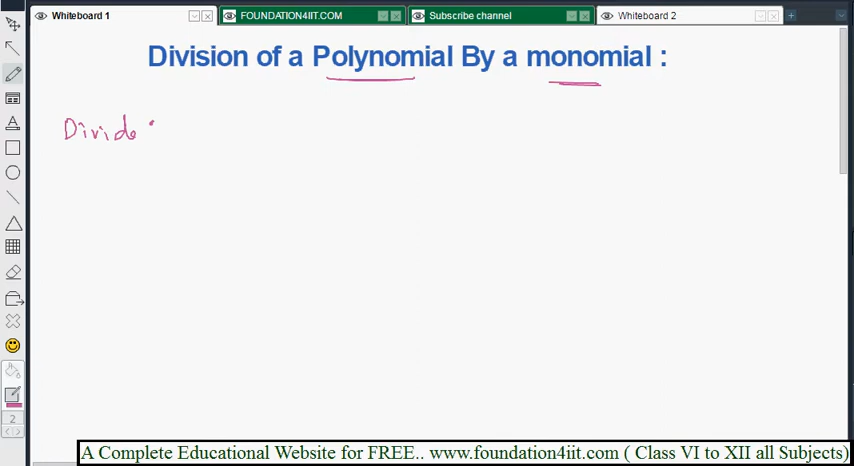 Whiteboard 1 FOUNDATION4IIT.COM Subscribe channel Whiteboard 2
Division of a Polynomial By a monomial :
Divide :
2
A Complete Educational Website for FREE.. www.foundation4iit.com ( Class VI to XII all Subjects)